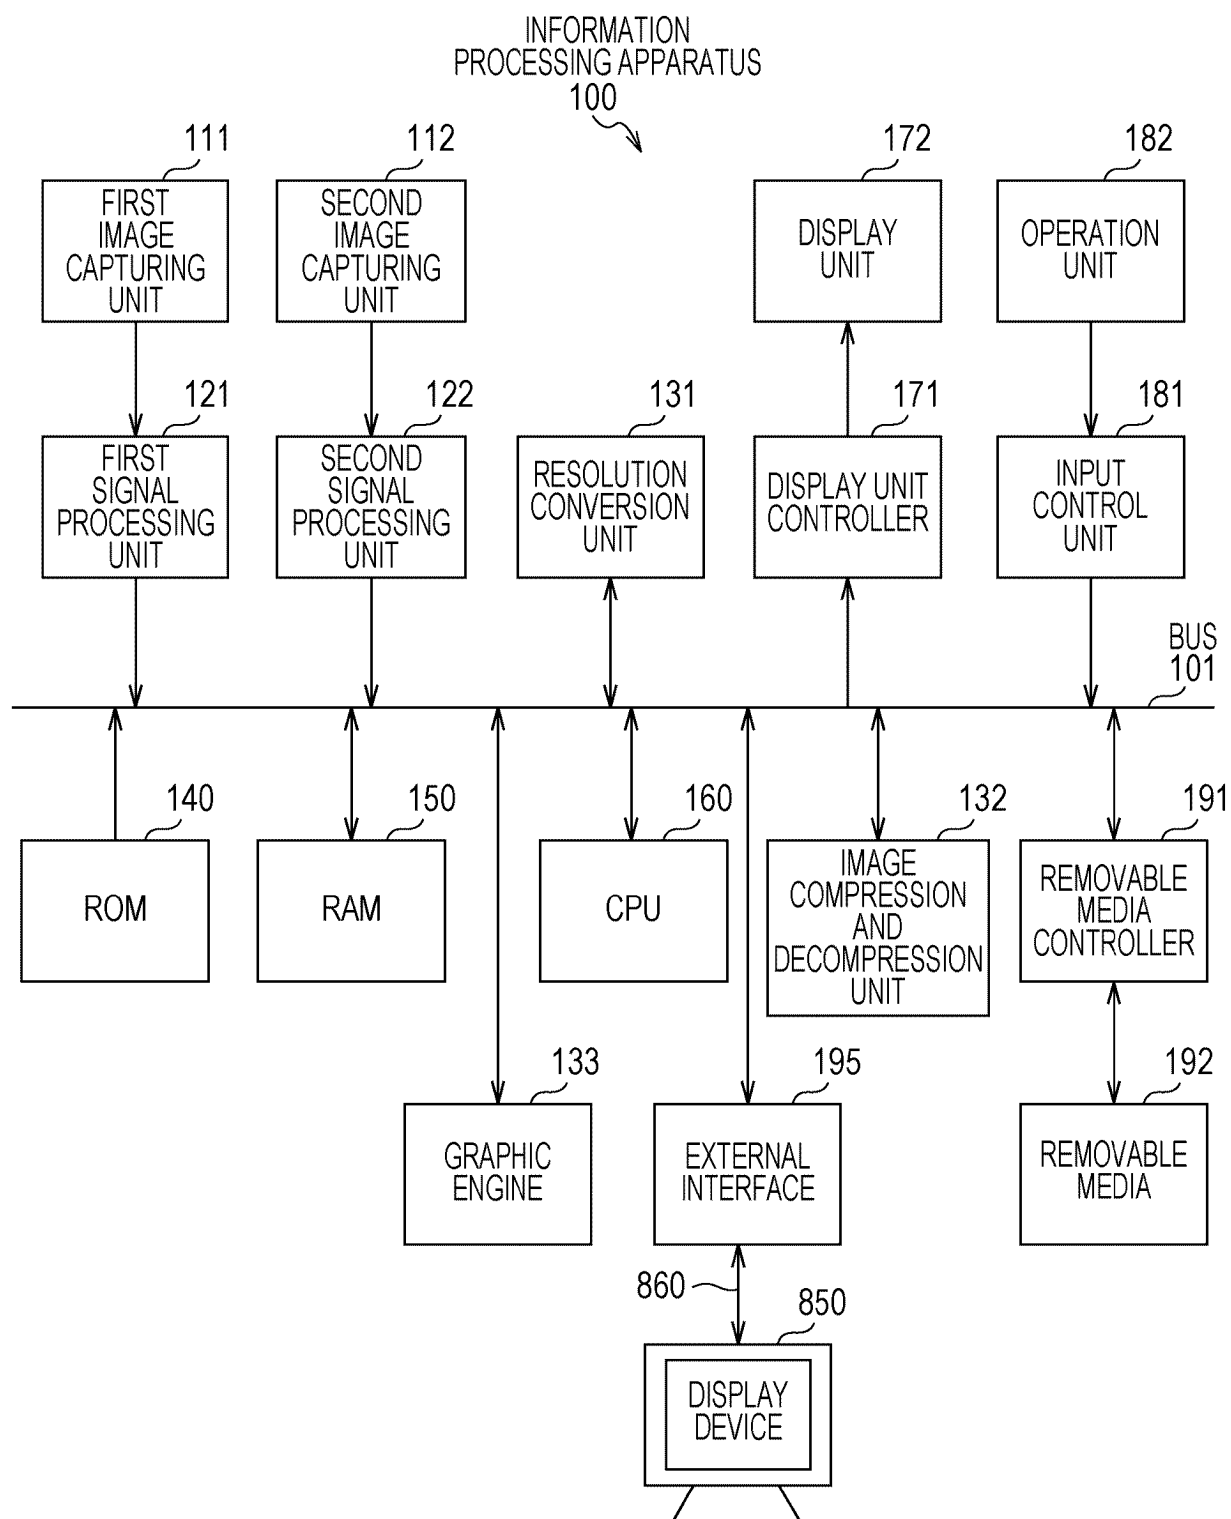 INFORMATION
PROCESSING APPARATUS
100
111
112
172
182
FIRST
IMAGE
CAPTURING
UNIT
SECOND
IMAGE
CAPTURING
UNIT
DISPLAY
UNIT
OPERATION
UNIT
121
122
131
171
181
FIRST
SIGNAL
PROCESSING
UNIT
SECOND
SIGNAL
PROCESSING
UNIT
RESOLUTION
CONVERSION
UNIT
DISPLAY UNIT
CONTROLLER
INPUT
CONTROL
UNIT
BUS
101
140
150
160
132
191
ROM
RAM
CPU
IMAGE
COMPRESSION
AND
DECOMPRESSION
UNIT
REMOVABLE
MEDIA
CONTROLLER
133
195
192
GRAPHIC
ENGINE
EXTERNAL
INTERFACE
REMOVABLE
MEDIA
860
850
DISPLAY
DEVICE